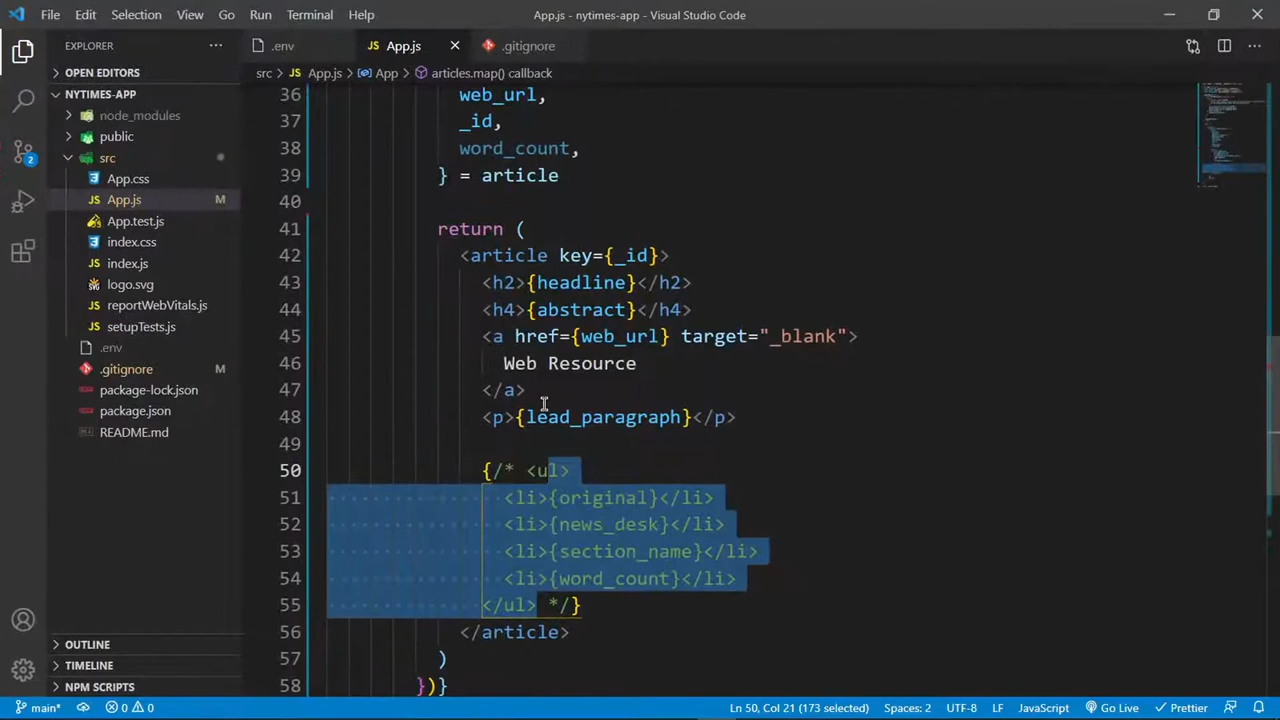 File Edit Selection View Go Run Terminal Help App.js - nytimes-app - Visual Studio Code
EXPLORER ... .env JS App.js .gitignore ...
OPEN EDITORS
src > JS App.js > App > articles.map() callback
NYTIMES-APP
node_modules
public
src
App.css
JS App.js M
App.test.js
index.css
JS index.js
logo.svg
JS reportWebVitals.js
JS setupTests.js
.env
.gitignore M
package-lock.json
package.json
README.md
2
36 web_url,
37 _id,
38 word_count,
39 } = article
40
41 return (
42 <article key={_id}>
43 <h2>{headline}</h2>
44 <h4>{abstract}</h4>
45 <a href={web_url} target="_blank">
46 Web Resource
47 </a>
48 <p>{lead_paragraph}</p>
49
50 {/* <ul>
51 <li>{original}</li>
52 <li>{news_desk}</li>
53 <li>{section_name}</li>
54 <li>{word_count}</li>
55 </ul> */}
56 </article>
57 )
58 })}
OUTLINE
TIMELINE
NPM SCRIPTS
main* 0 0 Ln 50, Col 21 (173 selected) Spaces: 2 UTF-8 LF JavaScript Go Live Prettier